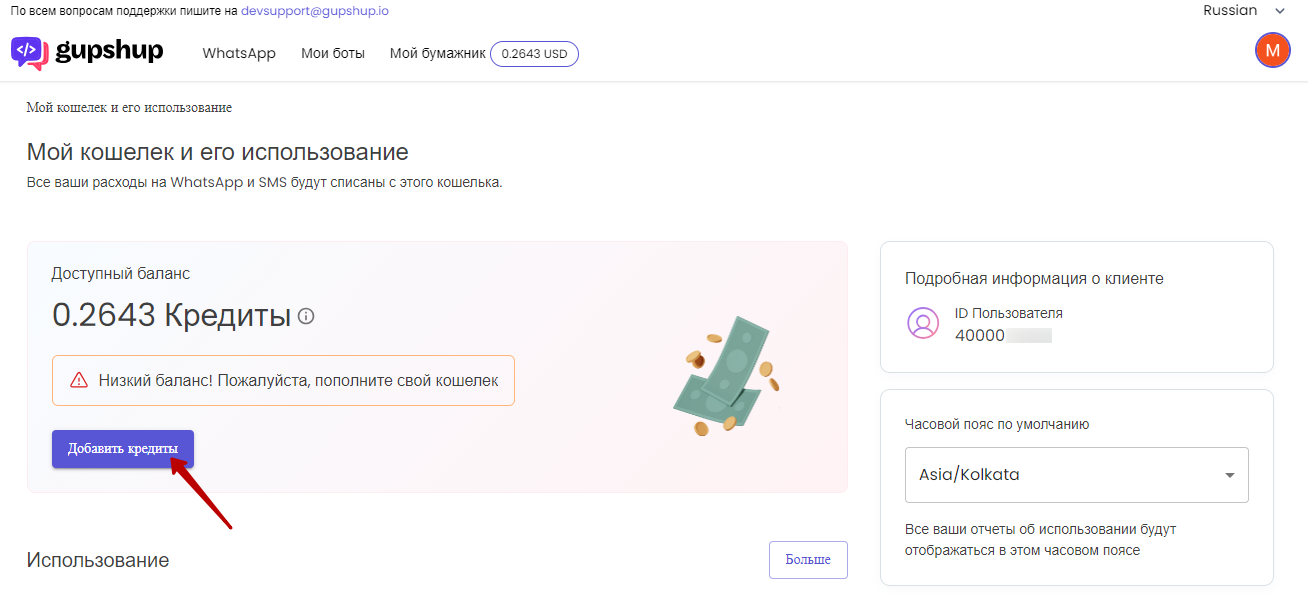 По всем вопросам поддержки пишите на devsupport@gupshup.io
Russian
</> gupshup
WhatsApp
Мои боты
Мой бумажник
0.2643 USD
M
Мой кошелек и его использование
Мой кошелек и его использование
Все ваши расходы на WhatsApp и SMS будут списаны с этого кошелька.
Доступный баланс
0.2643 Кредиты
Низкий баланс! Пожалуйста, пополните свой кошелек
Добавить кредиты
Подробная информация о клиенте
ID Пользователя
40000
Часовой пояс по умолчанию
Asia/Kolkata
Все ваши отчеты об использовании будут
отображаться в этом часовом поясе
Использование
Больше